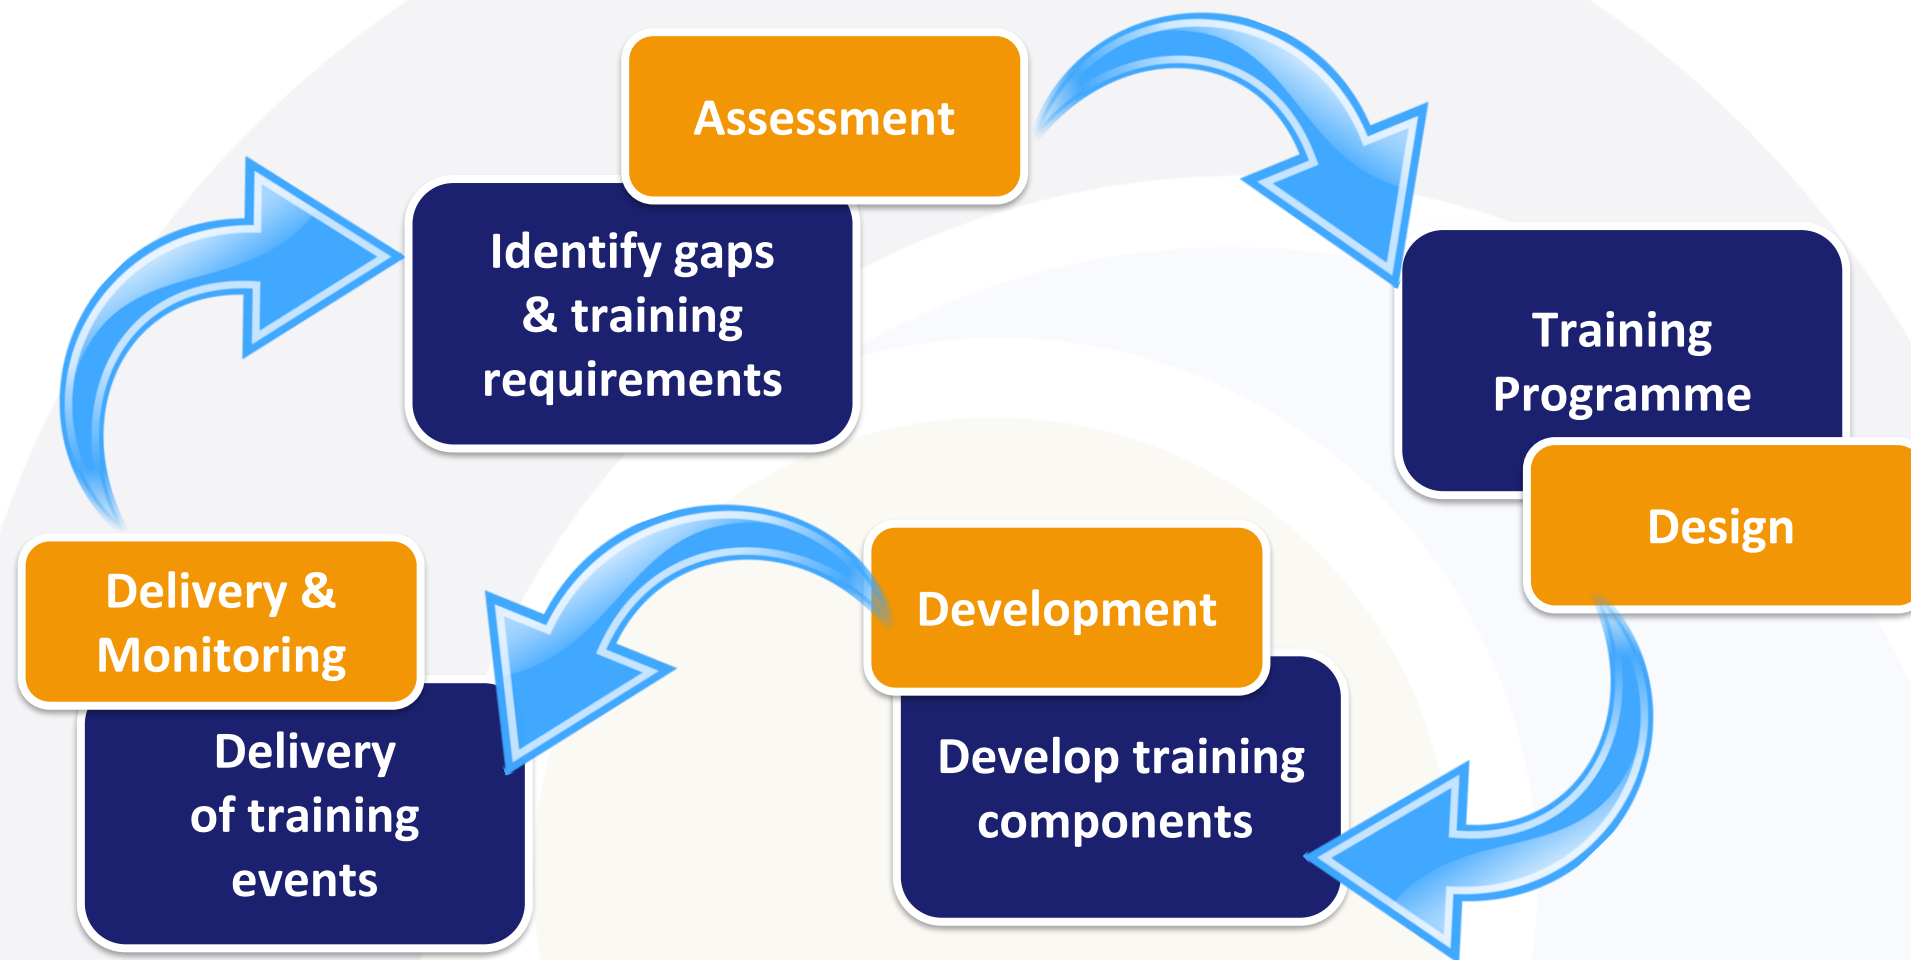 Assessment
Identify gaps
& training
requirements
Training
Programme
Design
Development
Develop training
components
Delivery &
Monitoring
Delivery
of training
events